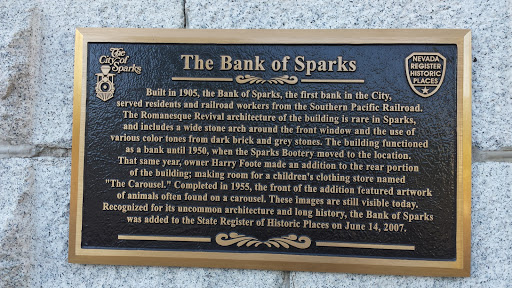 The
City
of
Sparks
The Bank of Sparks
NEVADA
REGISTER
HISTORIC
PLACES
Built in 1905, the Bank of Sparks, the first bank in the City,
served residents and railroad workers from the Southern Pacific Railroad.
The Romanesque Revival architecture of the building is rare in Sparks,
and includes a wide stone arch around the front window and the use of
various color tones from dark brick and grey stones. The building functioned
as a bank until 1950, when the Sparks Bootery moved to the location.
That same year, owner Harry Foote made an addition to the rear portion
of the building; making room for a children's clothing store named
"The Carousel." Completed in 1955, the front of the addition featured artwork
of animals often found on a carousel. These images are still visible today.
Recognized for its uncommon architecture and long history, the Bank of Sparks
was added to the State Register of Historic Places on June 14, 2007.